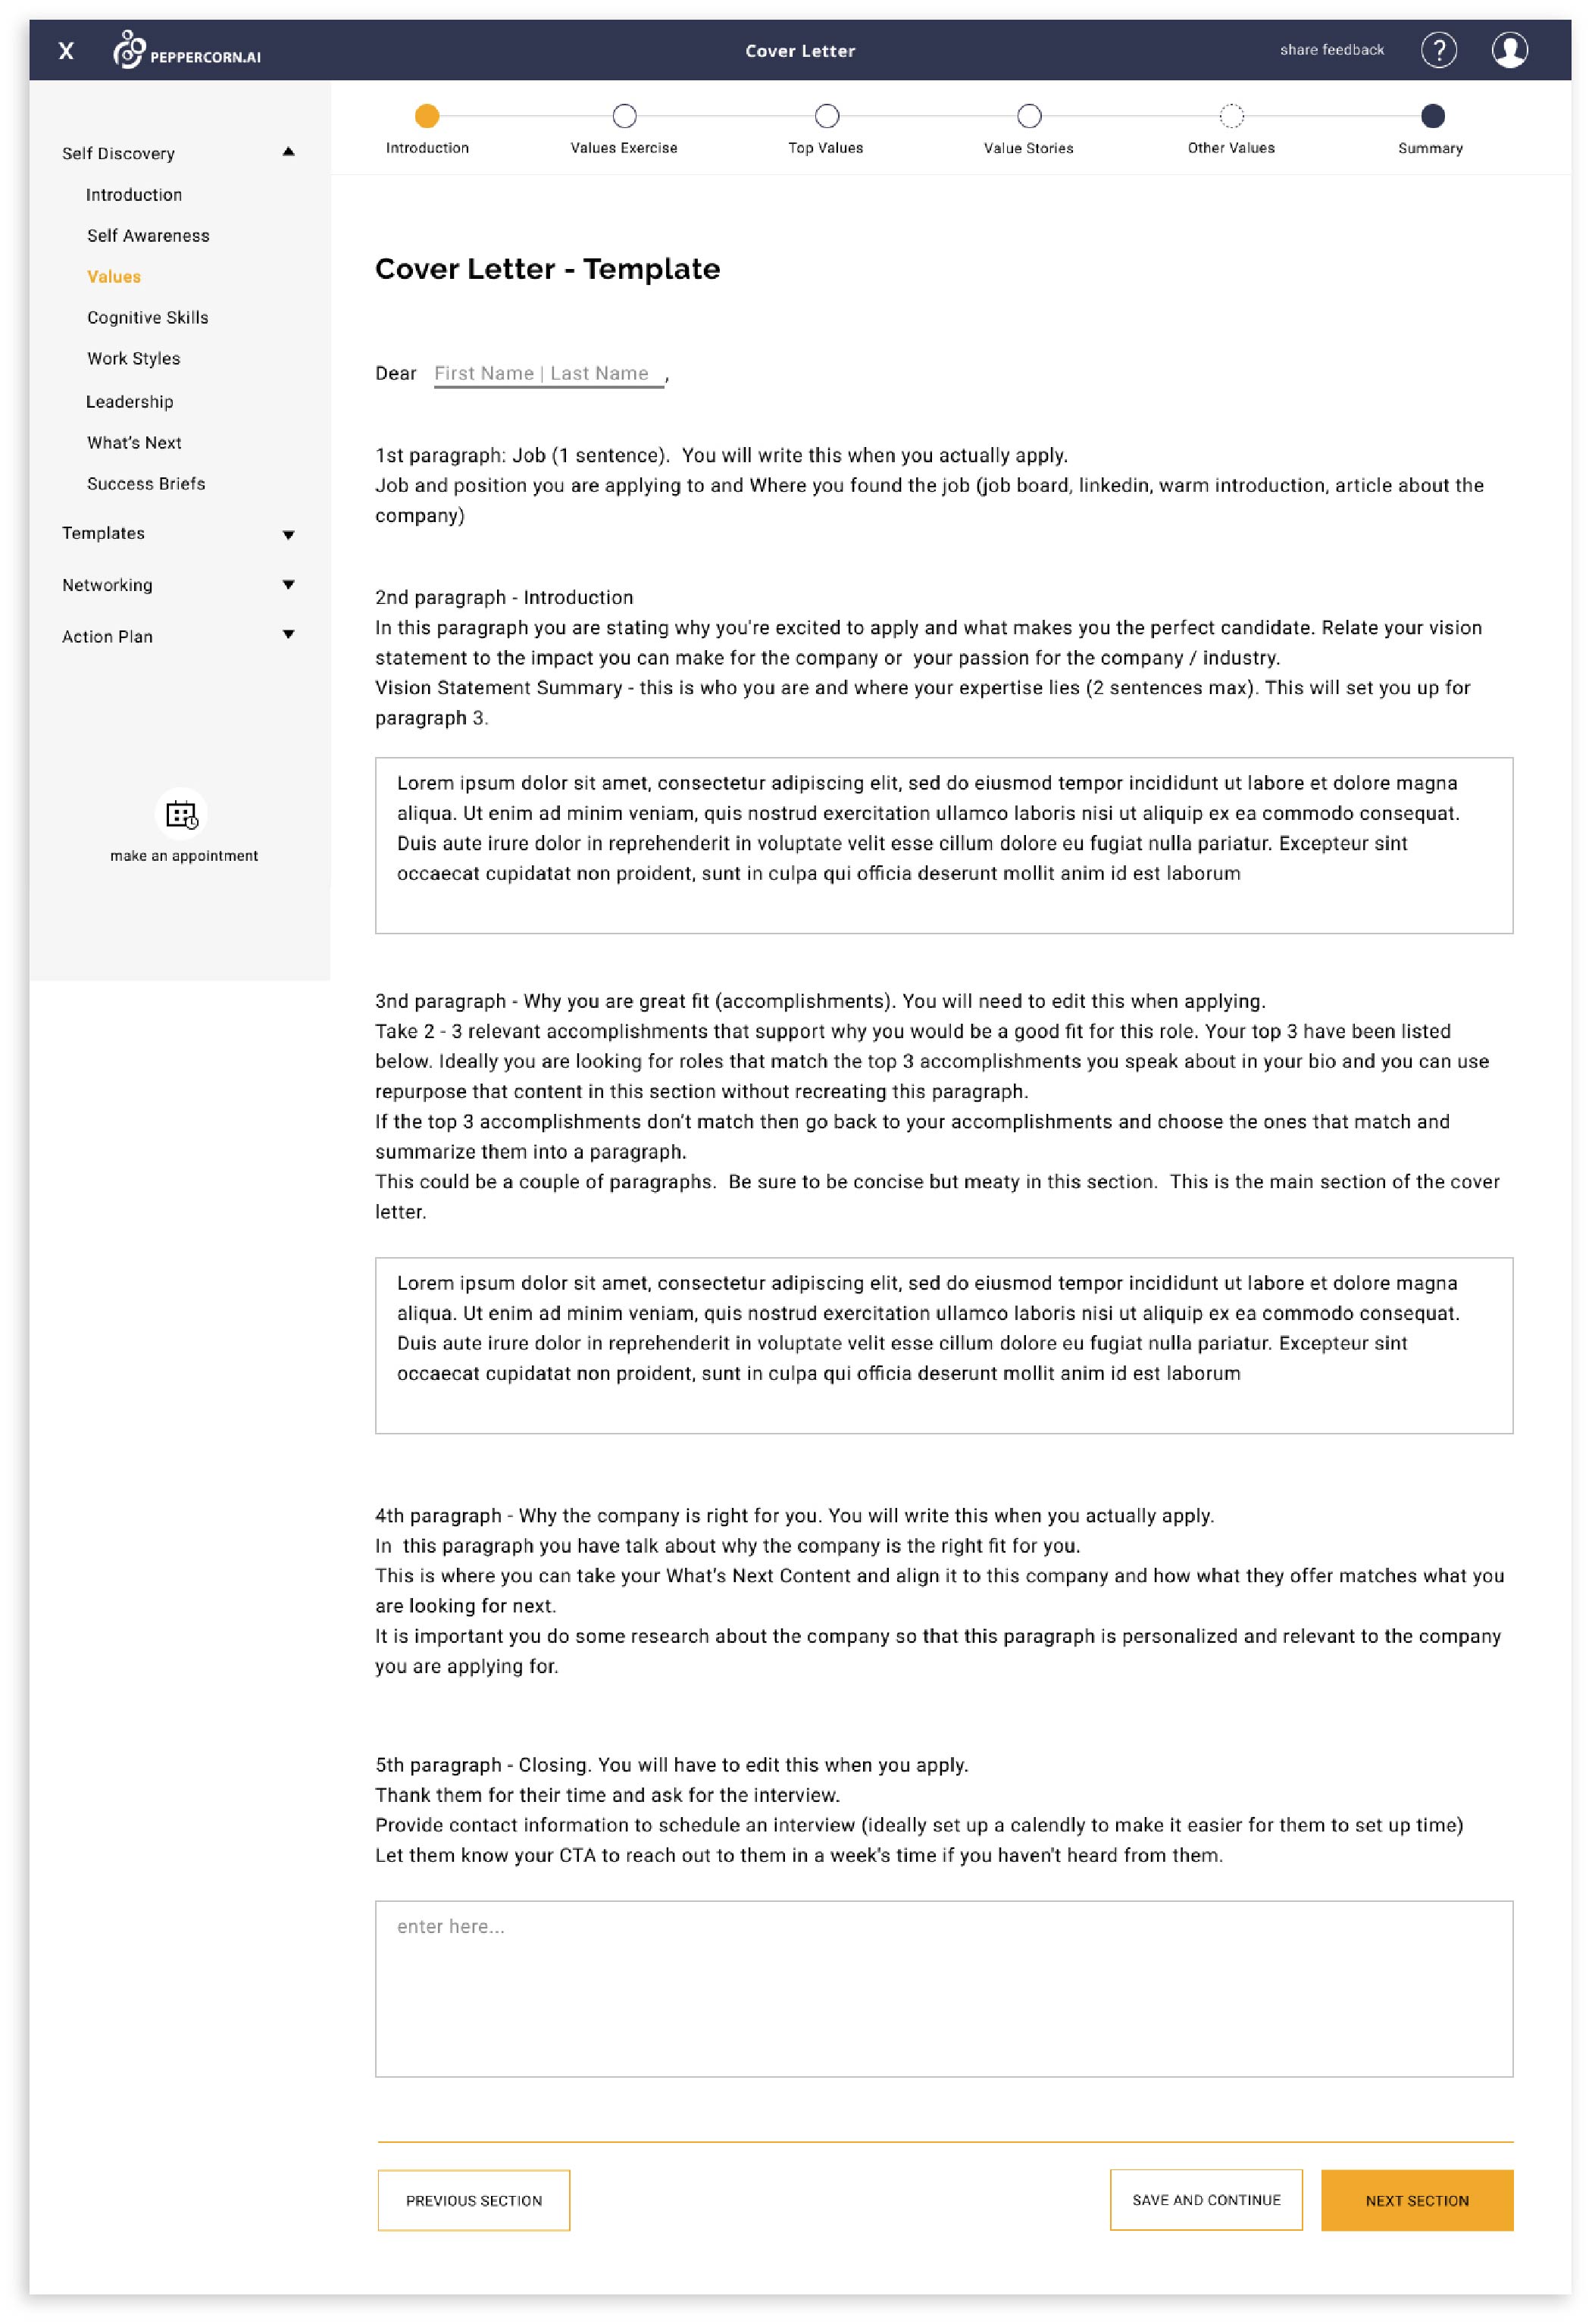 X
PEPPERCORN.AI
Cover Letter
share feedback
?
Introduction
Values Exercise
Top Values
Value Stories
Other Values
Summary
Self Discovery
Introduction
Self Awareness
Values
Cognitive Skills
Work Styles
Leadership
What's Next
Success Briefs
Templates
Networking
Action Plan
make an appointment
Cover Letter - Template
Dear First Name | Last Name ,
1st paragraph: Job (1 sentence).  You will write this when you actually apply.
Job and position you are applying to and Where you found the job (job board, linkedin, warm introduction, article about the
company)
2nd paragraph - Introduction
In this paragraph you are stating why you're excited to apply and what makes you the perfect candidate. Relate your vision
statement to the impact you can make for the company or  your passion for the company / industry.
Vision Statement Summary - this is who you are and where your expertise lies (2 sentences max). This will set you up for
paragraph 3.
Lorem ipsum dolor sit amet, consectetur adipiscing elit, sed do eiusmod tempor incididunt ut labore et dolore magna
aliqua. Ut enim ad minim veniam, quis nostrud exercitation ullamco laboris nisi ut aliquip ex ea commodo consequat.
Duis aute irure dolor in reprehenderit in voluptate velit esse cillum dolore eu fugiat nulla pariatur. Excepteur sint
occaecat cupidatat non proident, sunt in culpa qui officia deserunt mollit anim id est laborum
3nd paragraph - Why you are great fit (accomplishments). You will need to edit this when applying.
Take 2 - 3 relevant accomplishments that support why you would be a good fit for this role. Your top 3 have been listed
below. Ideally you are looking for roles that match the top 3 accomplishments you speak about in your bio and you can use
repurpose that content in this section without recreating this paragraph.
If the top 3 accomplishments don't match then go back to your accomplishments and choose the ones that match and
summarize them into a paragraph.
This could be a couple of paragraphs.  Be sure to be concise but meaty in this section.  This is the main section of the cover
letter.
Lorem ipsum dolor sit amet, consectetur adipiscing elit, sed do eiusmod tempor incididunt ut labore et dolore magna
aliqua. Ut enim ad minim veniam, quis nostrud exercitation ullamco laboris nisi ut aliquip ex ea commodo consequat.
Duis aute irure dolor in reprehenderit in voluptate velit esse cillum dolore eu fugiat nulla pariatur. Excepteur sint
occaecat cupidatat non proident, sunt in culpa qui officia deserunt mollit anim id est laborum
4th paragraph - Why the company is right for you. You will write this when you actually apply.
In  this paragraph you have talk about why the company is the right fit for you.
This is where you can take your What's Next Content and align it to this company and how what they offer matches what you
are looking for next.
It is important you do some research about the company so that this paragraph is personalized and relevant to the company
you are applying for.
5th paragraph - Closing. You will have to edit this when you apply.
Thank them for their time and ask for the interview.
Provide contact information to schedule an interview (ideally set up a calendly to make it easier for them to set up time)
Let them know your CTA to reach out to them in a week's time if you haven't heard from them.
enter here...
PREVIOUS SECTION
SAVE AND CONTINUE
NEXT SECTION